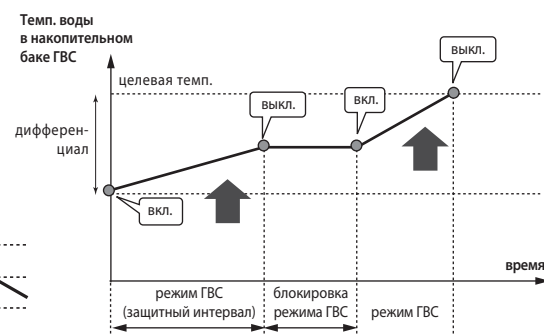 Темп. воды
в накопительном
баке ГВС
целевая темп.
выкл.
выкл.
вкл.
дифферен-
циал
вкл.
время
режим ГВС
(защитный интервал)
блокировка
режима ГВС
режим ГВС